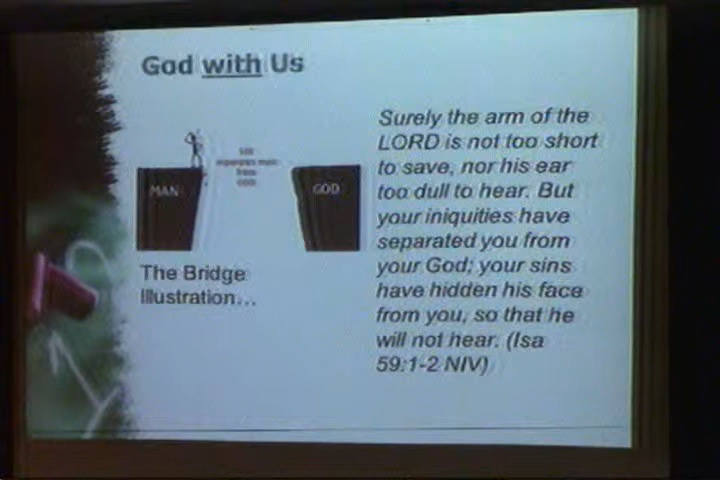 God with Us
Surely the arm of the
LORD is not too short
to save, nor his ear
too dull to hear. But
your iniquities have
separated you from
your God; your sins
have hidden his face
from you, so that he
will not hear. (Isa
59:1-2 NIV)
MAN
GOD
The Bridge
Illustration...